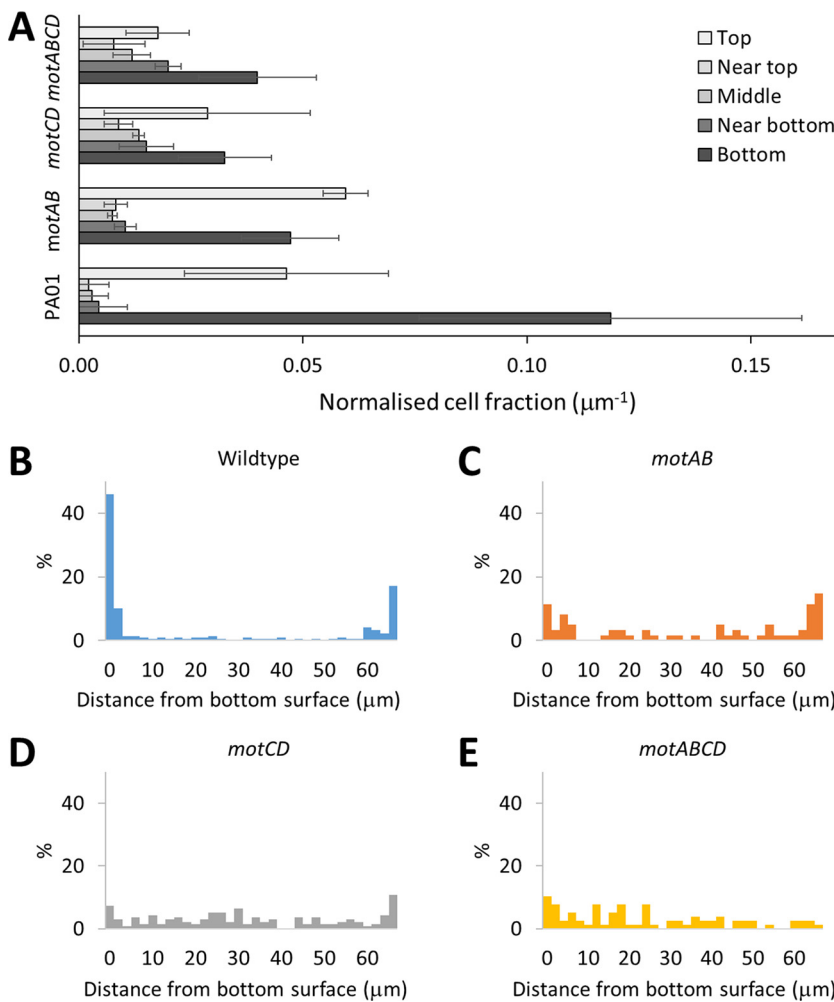 A
motABCD
motCD
motAB
PA01
Top
Near top
Middle
Near bottom
Bottom
0.00 0.05 0.10 0.15
Normalised cell fraction (μm-1)
B Wildtype
40
20
0
%
0 10 20 30 40 50 60
Distance from bottom surface (μm)
C motAB
40
20
0
%
0 10 20 30 40 50 60
Distance from bottom surface (μm)
D motCD
40
20
0
%
0 10 20 30 40 50 60
Distance from bottom surface (μm)
E motABCD
40
20
0
%
0 10 20 30 40 50 60
Distance from bottom surface (μm)